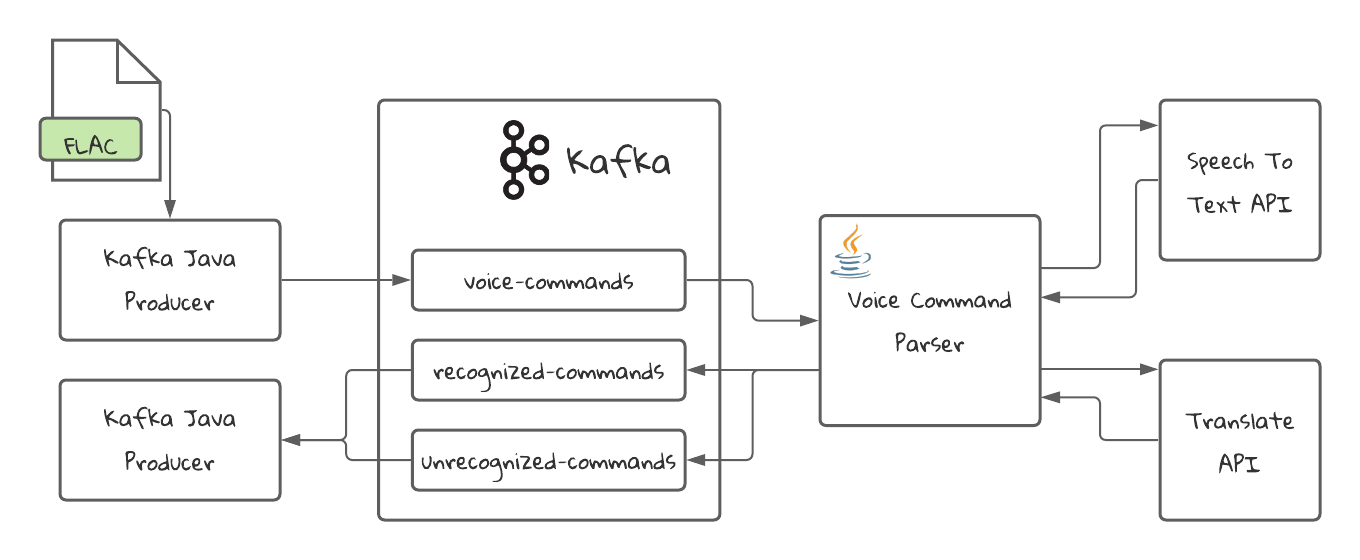 FLAC
Kafka
Kafka Java
Producer
voice-commands
recognized-commands
unrecognized-commands
Kafka Java
Producer
Voice Command
Parser
Speech To
Text API
Translate
API